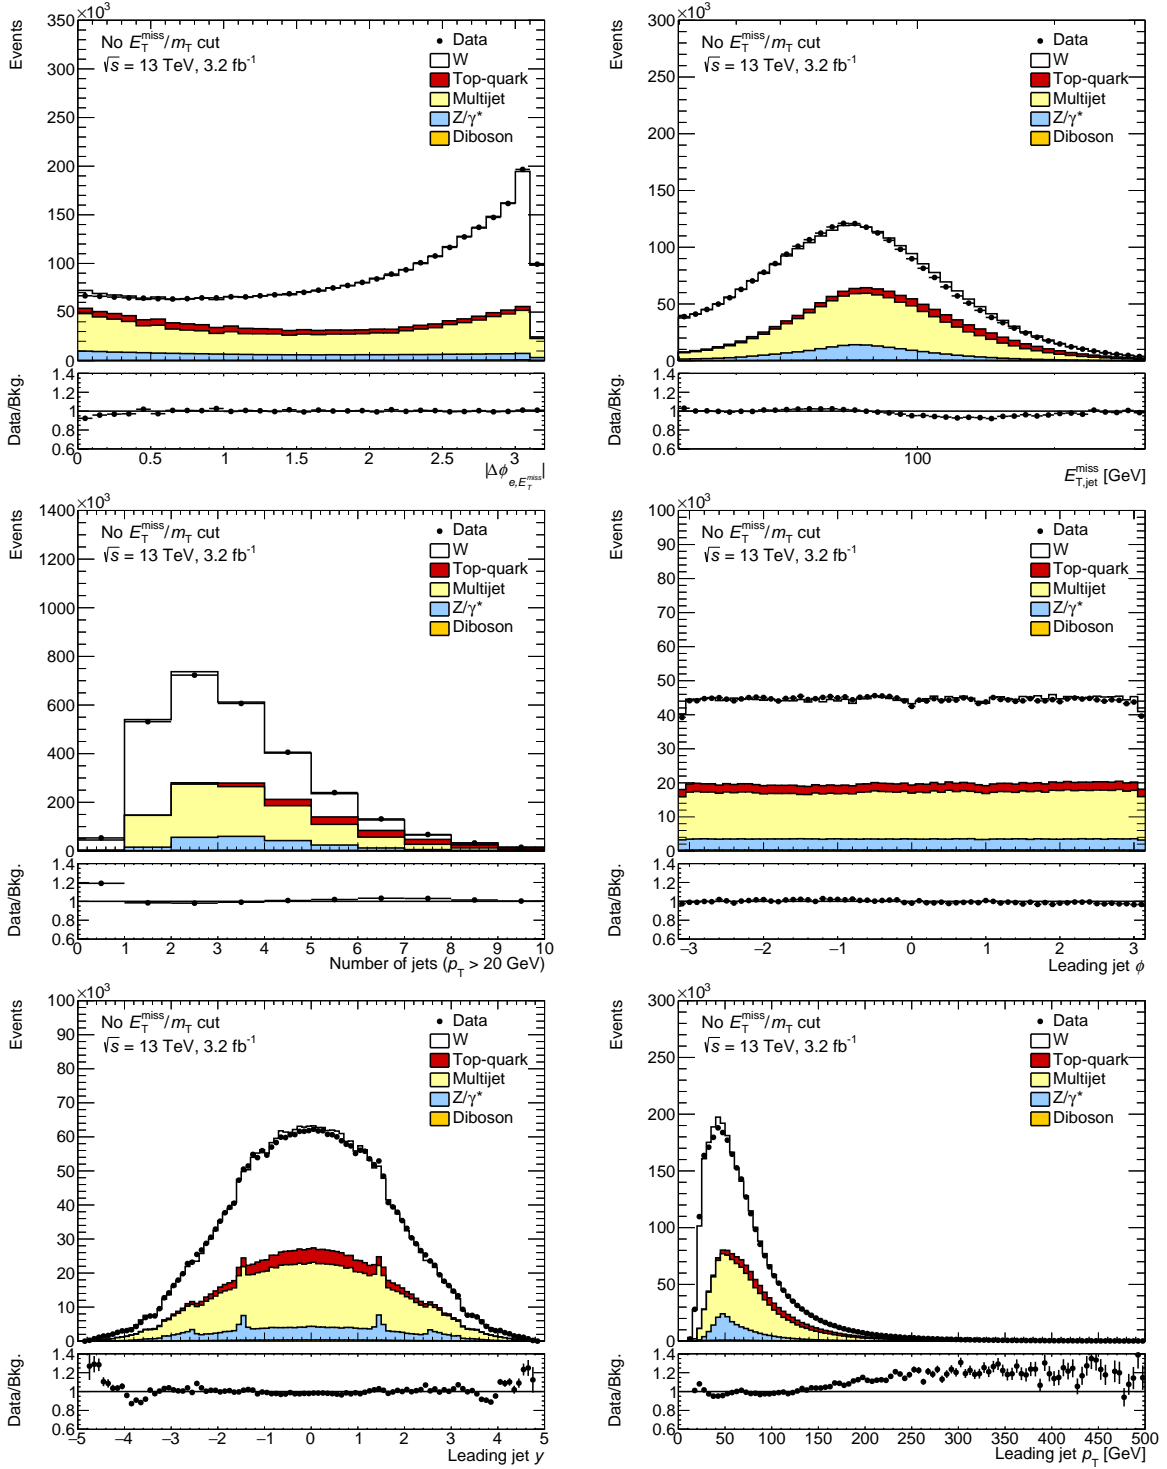 ×10³
Events
350
300
250
200
150
100
50
0
No E_T^miss/m_T cut
√s = 13 TeV, 3.2 fb⁻¹
Data
W
Top-quark
Multijet
Z/γ*
Diboson
Data/Bkg.
1.4
1.2
1
0.8
0.6
0 0.5 1 1.5 2 2.5 3
|Δϕ_e,E_T^miss|
×10³
Events
300
250
200
150
100
50
0
No E_T^miss/m_T cut
√s = 13 TeV, 3.2 fb⁻¹
Data
W
Top-quark
Multijet
Z/γ*
Diboson
Data/Bkg.
1.4
1.2
1
0.8
0.6
100
E_T,jet^miss [GeV]
×10³
Events
1400
1200
1000
800
600
400
200
0
No E_T^miss/m_T cut
√s = 13 TeV, 3.2 fb⁻¹
Data
W
Top-quark
Multijet
Z/γ*
Diboson
Data/Bkg.
1.4
1.2
1
0.8
0.6
0 1 2 3 4 5 6 7 8 9 10
Number of jets (p_T > 20 GeV)
×10³
Events
100
90
80
70
60
50
40
30
20
10
0
No E_T^miss/m_T cut
√s = 13 TeV, 3.2 fb⁻¹
Data
W
Top-quark
Multijet
Z/γ*
Diboson
Data/Bkg.
1.4
1.2
1
0.8
0.6
−3 −2 −1 0 1 2 3
Leading jet ϕ
×10³
Events
100
90
80
70
60
50
40
30
20
10
0
No E_T^miss/m_T cut
√s = 13 TeV, 3.2 fb⁻¹
Data
W
Top-quark
Multijet
Z/γ*
Diboson
Data/Bkg.
1.4
1.2
1
0.8
0.6
−5 −4 −3 −2 −1 0 1 2 3 4 5
Leading jet y
×10³
Events
300
250
200
150
100
50
0
No E_T^miss/m_T cut
√s = 13 TeV, 3.2 fb⁻¹
Data
W
Top-quark
Multijet
Z/γ*
Diboson
Data/Bkg.
1.4
1.2
1
0.8
0.6
0 50 100 150 200 250 300 350 400 450 500
Leading jet p_T [GeV]